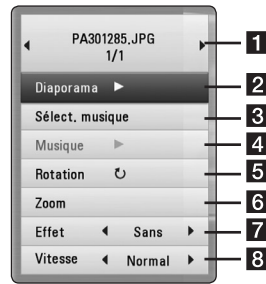 PA301285.JPG 1
1/1
Diaporama 2
Sélect. musique 3
Musique 4
Rotation 5
Zoom 6
Effet Sans 7
Vitesse Normal 8